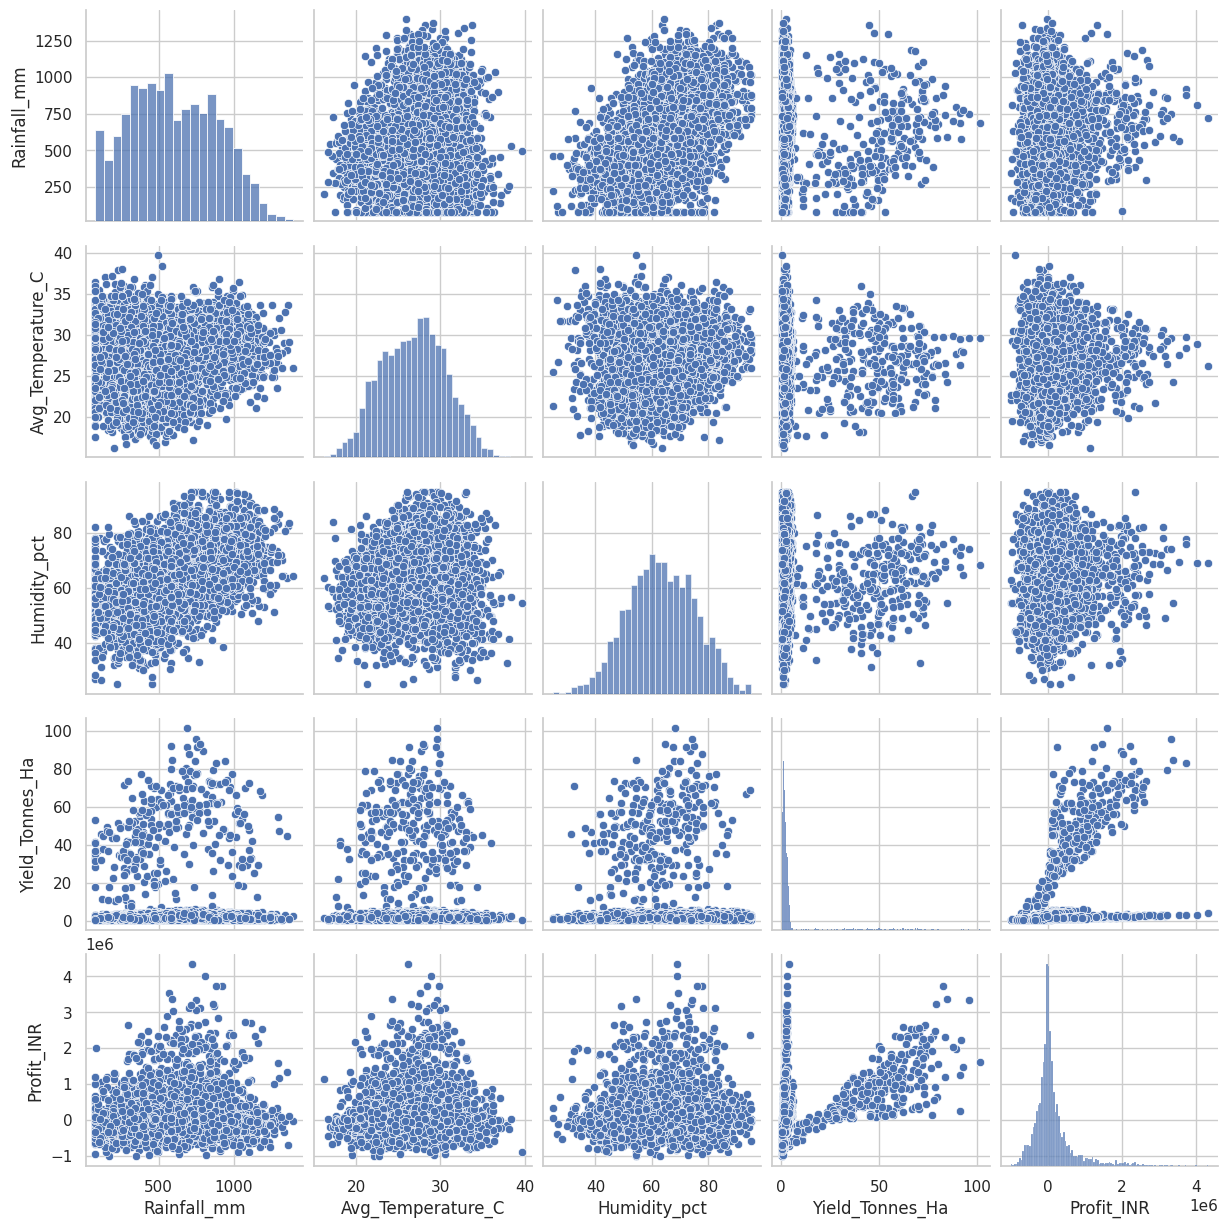 1250
1000
750
500
250
Rainfall_mm
40
35
30
25
20
Avg_Temperature_C
80
60
40
Humidity_pct
100
80
60
40
20
0
Yield_Tonnes_Ha
1e6
4
3
2
1
0
−1
Profit_INR
500 1000
Rainfall_mm
20 30 40
Avg_Temperature_C
40 60 80
Humidity_pct
0 50 100
Yield_Tonnes_Ha
0 2 4
1e6
Profit_INR